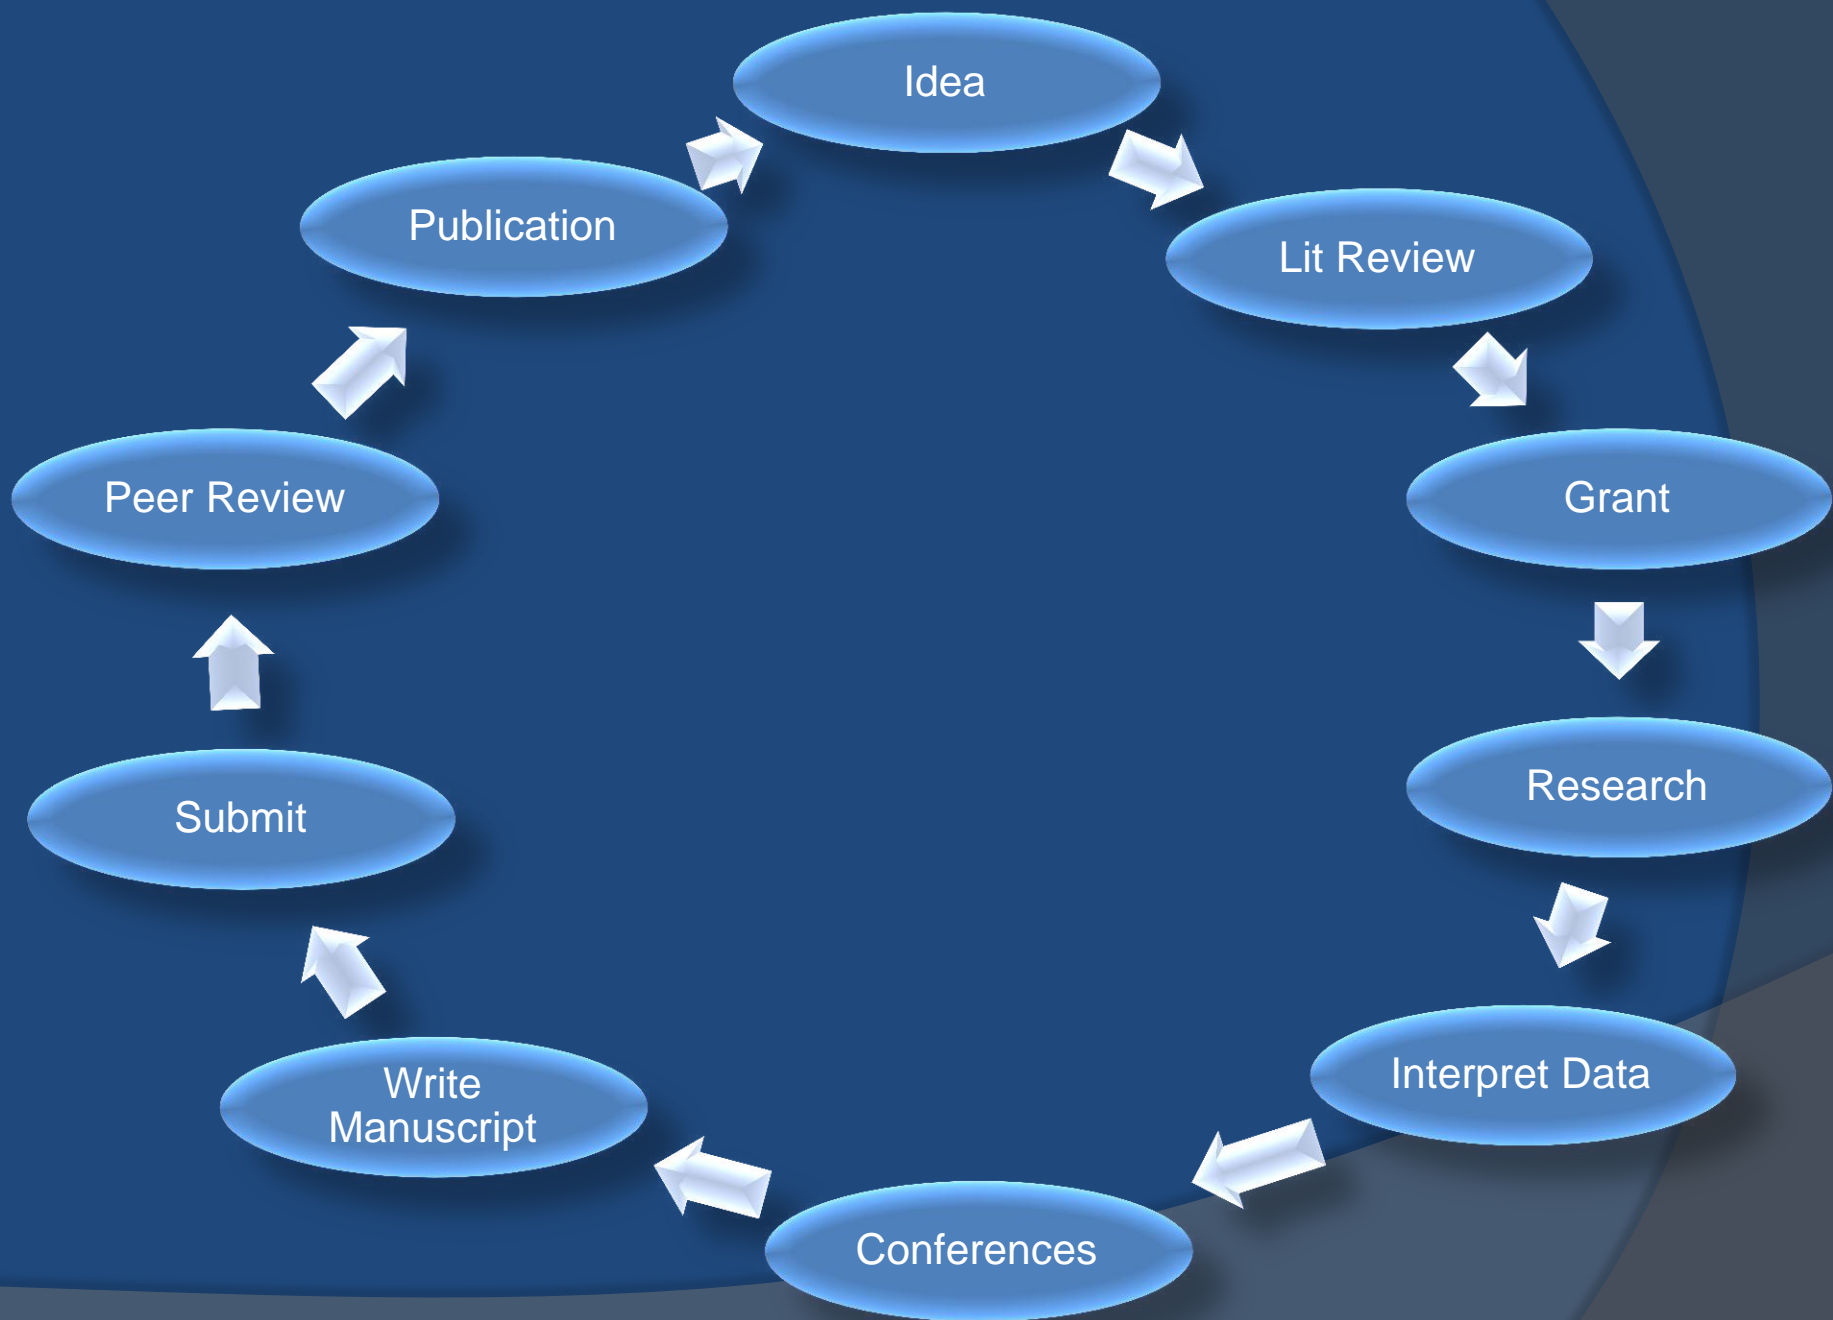 Idea
Lit Review
Grant
Research
Interpret Data
Conferences
Write
Manuscript
Submit
Peer Review
Publication